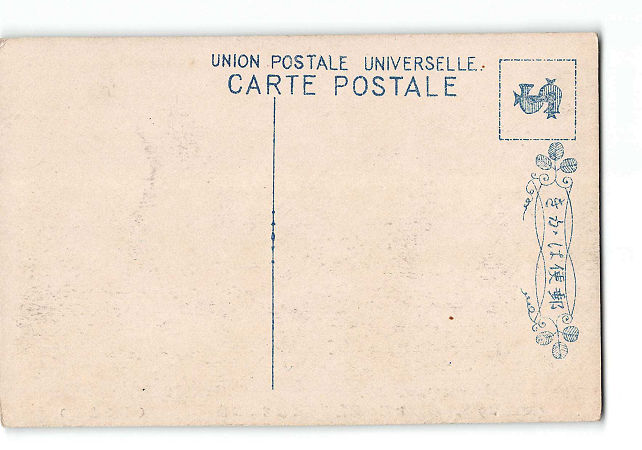 UNION POSTALE UNIVERSELLE.
CARTE POSTALE
きかは便郵